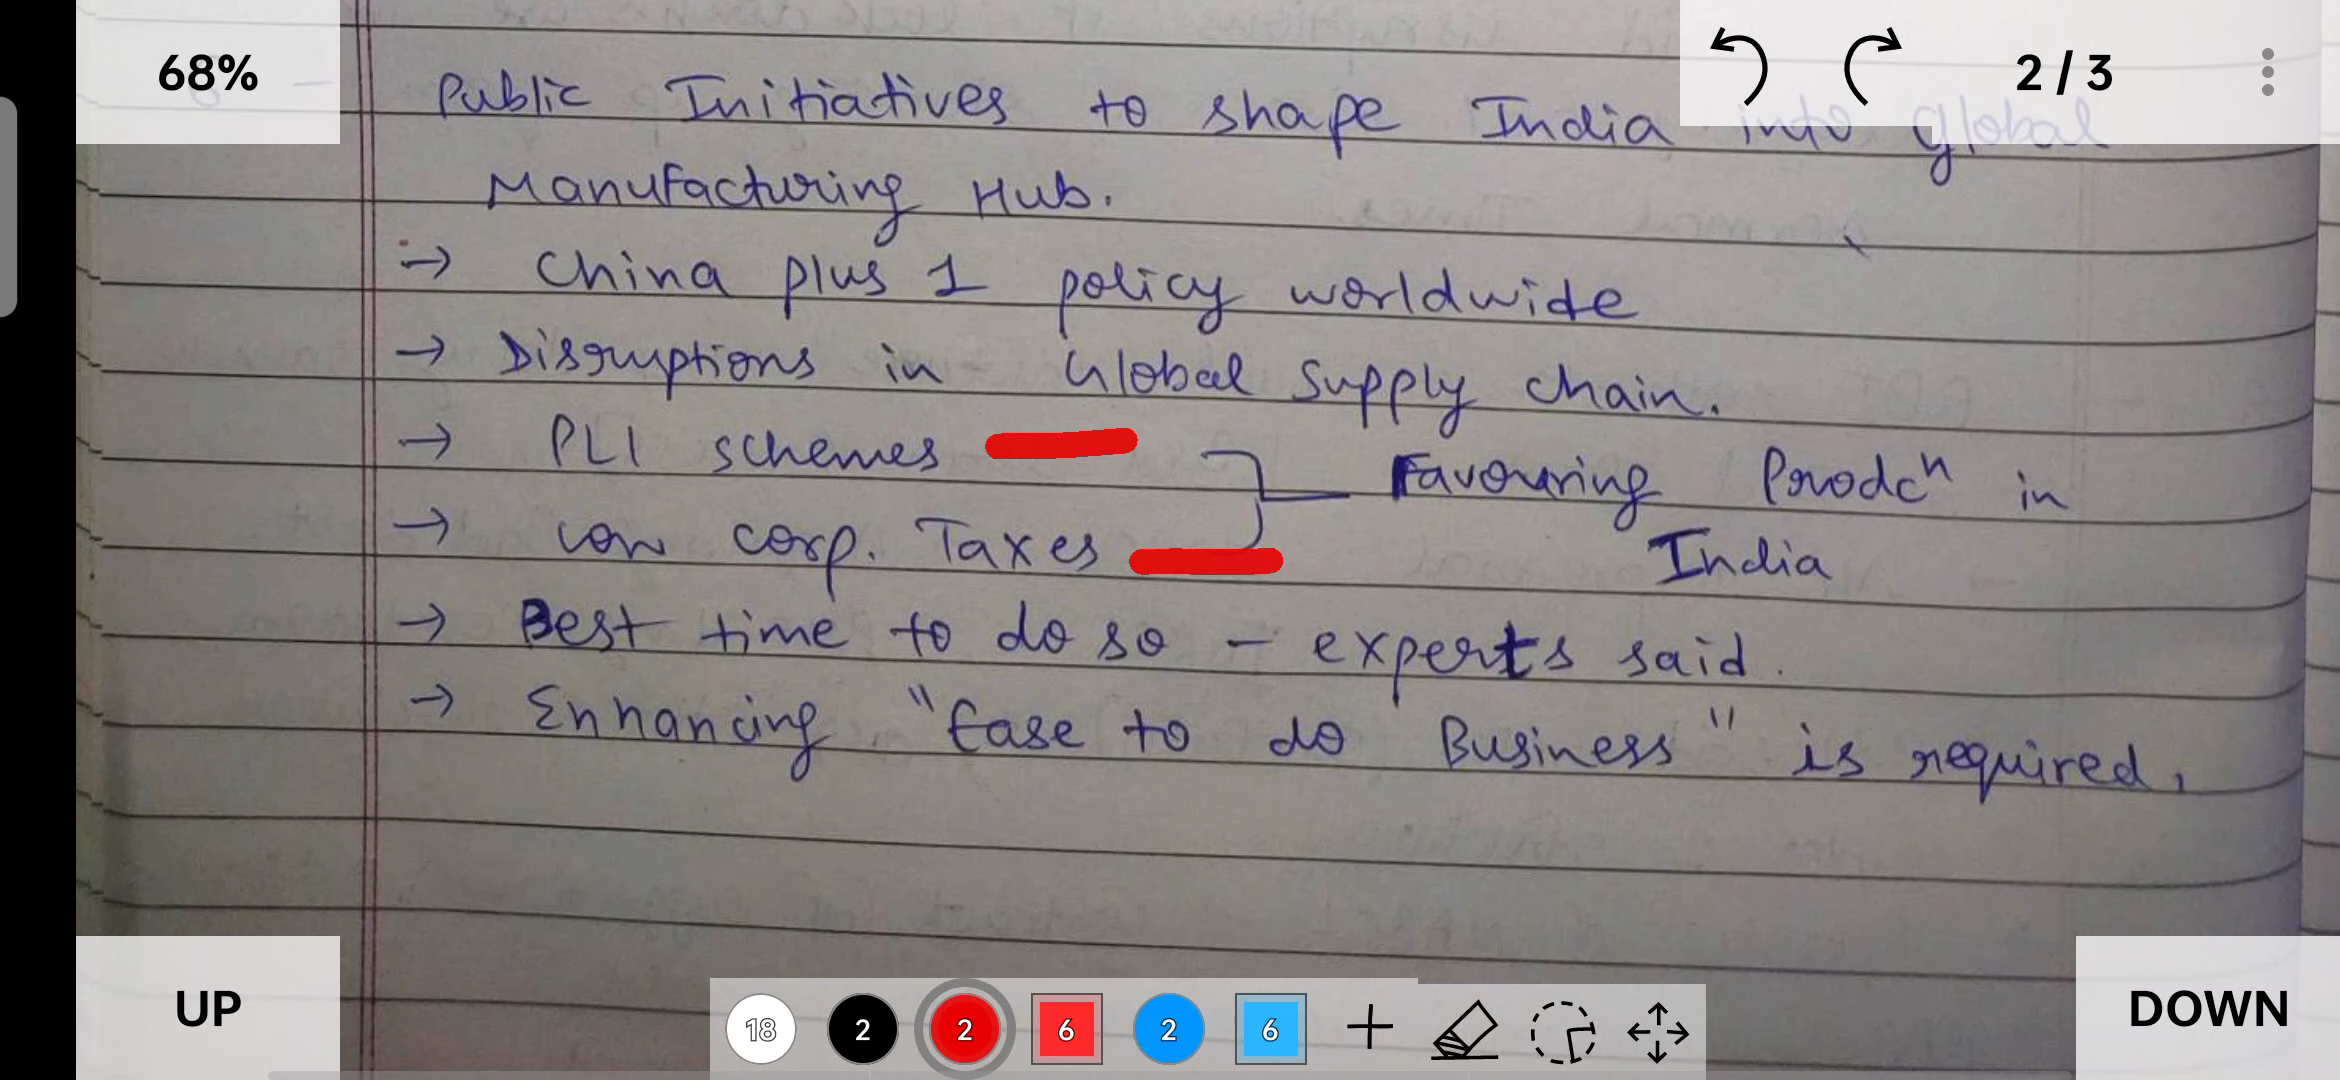 68%
2 / 3
Public Initiatives to shape India into Global
Manufacturing Hub.
→ China plus 1 policy worldwide
→ Disruptions in Global Supply chain.
→ PLI schemes
Favouring Prodcn in
India
→ Low corp. Taxes
→ Best time to do so - experts said.
→ Enhancing "Ease to do Business" is required.
UP
18 2 2 6 2 6
DOWN